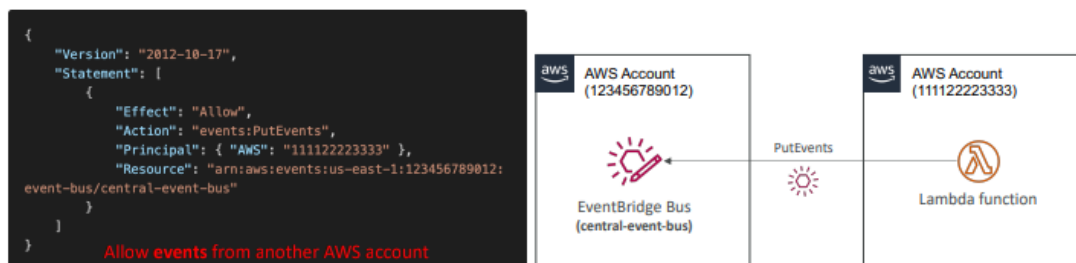 {
"Version": "2012-10-17",
"Statement": [
{
"Effect": "Allow",
"Action": "events:PutEvents",
"Principal": { "AWS": "111122223333" },
"Resource": "arn:aws:events:us-east-1:123456789012:
event-bus/central-event-bus"
}
]
}
Allow events from another AWS account
aws
AWS Account
(123456789012)
EventBridge Bus
(central-event-bus)
PutEvents
aws
AWS Account
(111122223333)
Lambda function